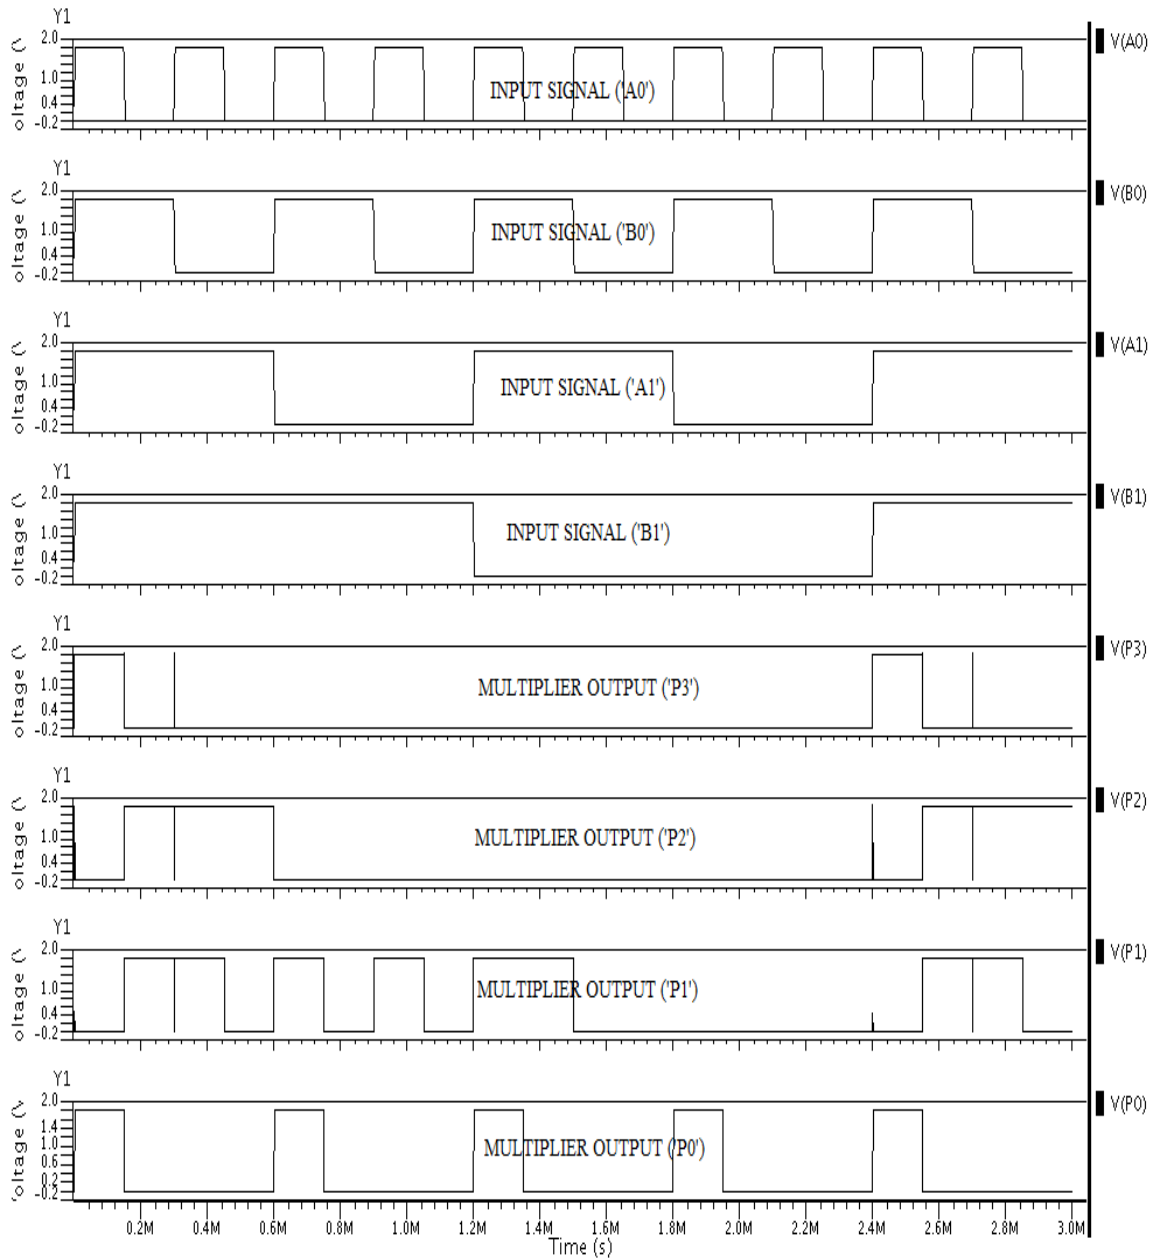 Y1
2.0
1.0
0.4
-0.2
oltage (
INPUT SIGNAL ('A0')
V(A0)
Y1
2.0
1.0
0.4
-0.2
oltage (
INPUT SIGNAL ('B0')
V(B0)
Y1
2.0
1.0
0.4
-0.2
oltage (
INPUT SIGNAL ('A1')
V(A1)
Y1
2.0
1.0
0.4
-0.2
oltage (
INPUT SIGNAL ('B1')
V(B1)
Y1
2.0
1.0
0.4
-0.2
oltage (
MULTIPLIER OUTPUT ('P3')
V(P3)
Y1
2.0
1.0
0.4
-0.2
oltage (
MULTIPLIER OUTPUT ('P2')
V(P2)
Y1
2.0
1.0
0.4
-0.2
oltage (
MULTIPLIER OUTPUT ('P1')
V(P1)
Y1
2.0
1.4
1.0
0.6
0.2
-0.2
oltage (
MULTIPLIER OUTPUT ('P0')
V(P0)
0.2M 0.4M 0.6M 0.8M 1.0M 1.2M 1.4M 1.6M 1.8M 2.0M 2.2M 2.4M 2.6M 2.8M 3.0M
Time (s)